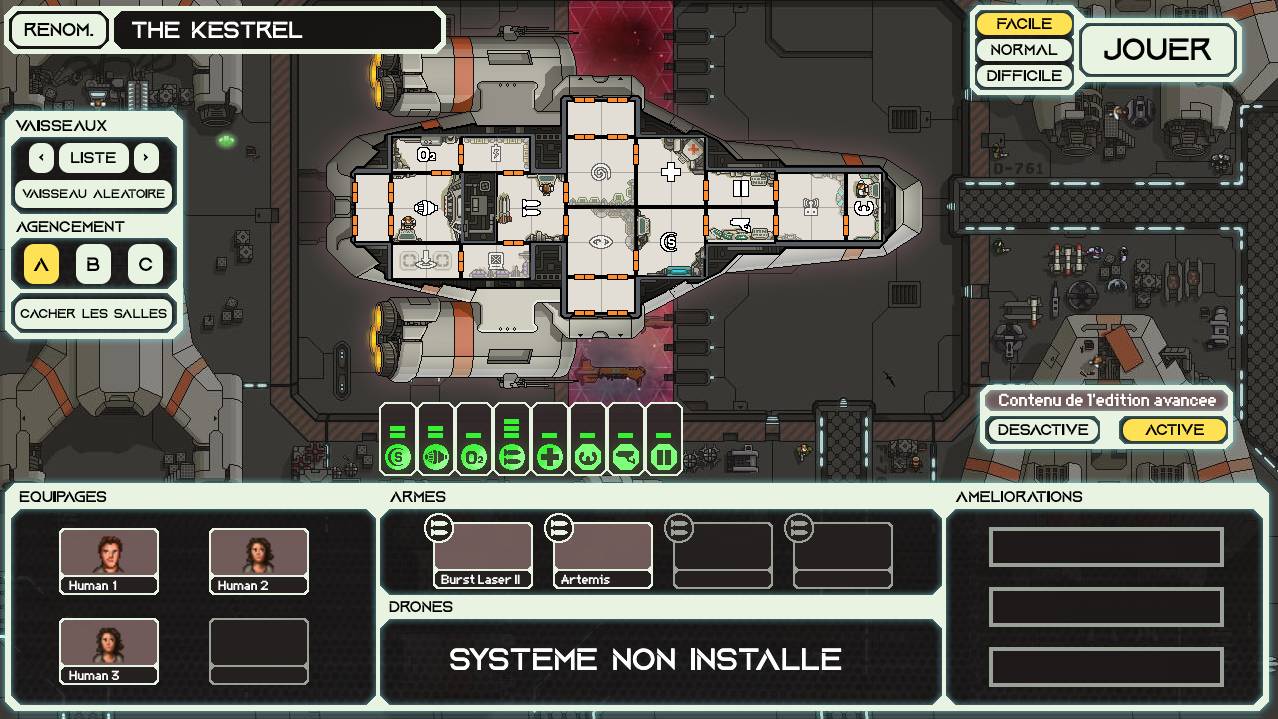 RENOM.
THE KESTREL
FACILE
NORMAL
DIFFICILE
JOUER
VAISSEAUX
LISTE
VAISSEAU ALEATOIRE
AGENCEMENT
A B C
CACHER LES SALLES
O2
D-761
Contenu de l'edition avancee
DESACTIVE ACTIVE
S O2
EQUIPAGES
Human 1
Human 2
Human 3
ARMES
Burst Laser II
Artemis
DRONES
SYSTEME NON INSTALLE
AMELIORATIONS